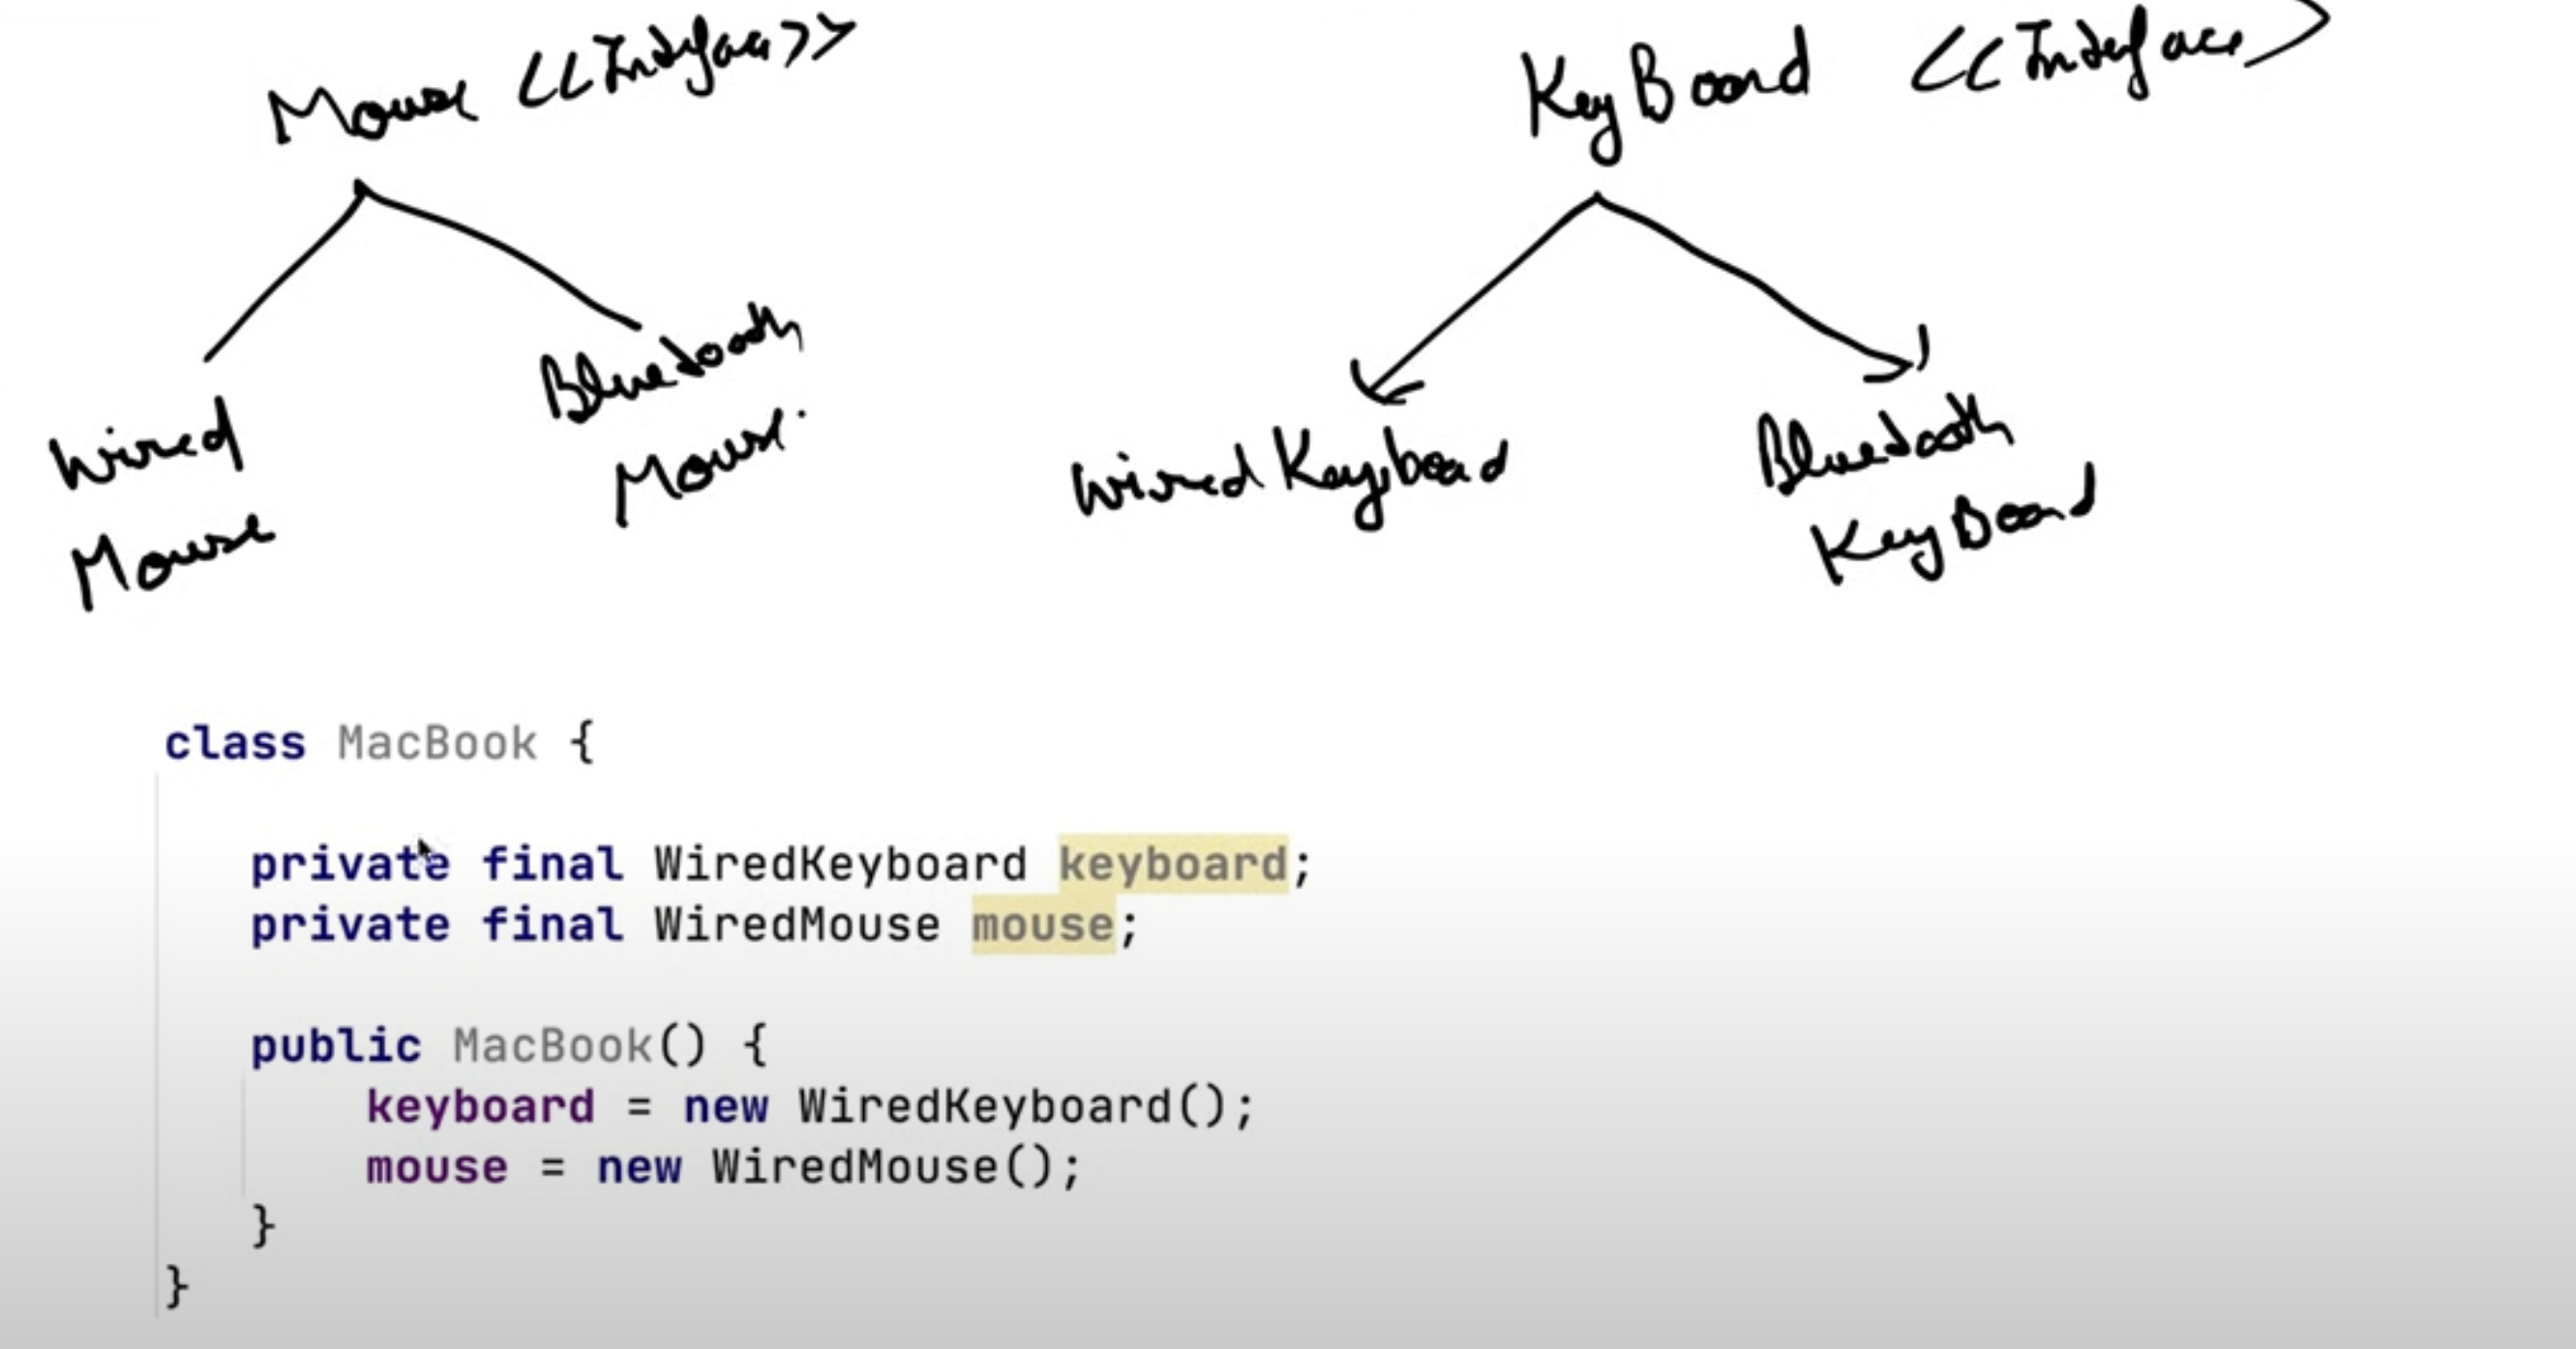 Mouse <<Interface>>
KeyBoard <<Interface>
Wired
Mouse
Bluetooth
Mouse.
Wired Keyboard
Bluetooth
KeyBoard
class MacBook {
private final WiredKeyboard keyboard;
private final WiredMouse mouse;
public MacBook() {
keyboard = new WiredKeyboard();
mouse = new WiredMouse();
}
}